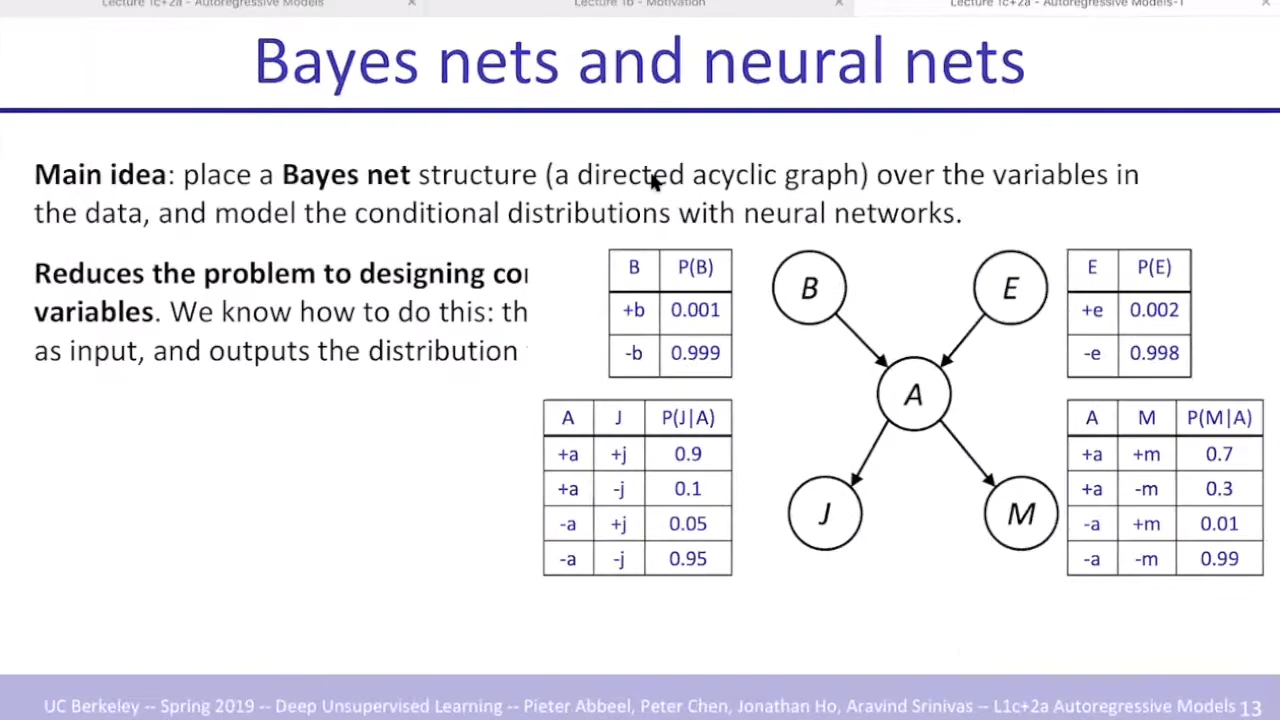 Lecture 1c+2a - Autoregressive Models
Lecture 1b - Motivation
Lecture 1c+2a - Autoregressive Models-1
Bayes nets and neural nets
Main idea: place a Bayes net structure (a directed acyclic graph) over the variables in
the data, and model the conditional distributions with neural networks.
Reduces the problem to designing
variables. We know how to do this: th
as input, and outputs the distribution
B P(B)
+b 0.001
-b 0.999
B
E
E P(E)
+e 0.002
-e 0.998
A
A J P(J|A)
+a +j 0.9
+a -j 0.1
-a +j 0.05
-a -j 0.95
J
M
A M P(M|A)
+a +m 0.7
+a -m 0.3
-a +m 0.01
-a -m 0.99
UC Berkeley -- Spring 2019 -- Deep Unsupervised Learning -- Pieter Abbeel, Peter Chen, Jonathan Ho, Aravind Srinivas -- L1c+2a Autoregressive Models 13